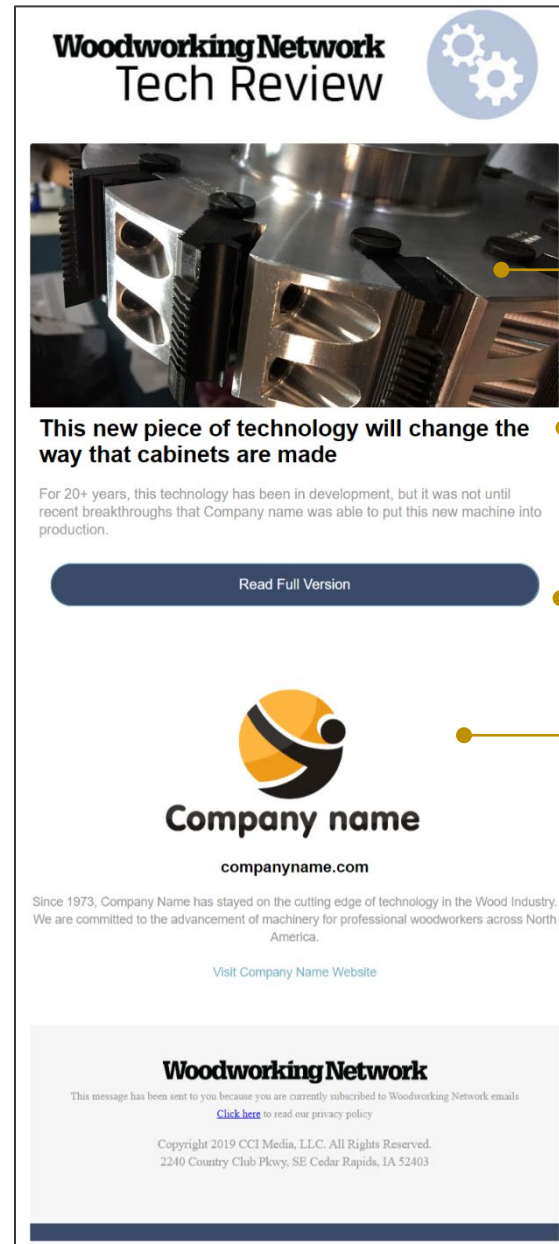 Woodworking Network
Tech Review
This new piece of technology will change the
way that cabinets are made
For 20+ years, this technology has been in development, but it was not until
recent breakthroughs that Company name was able to put this new machine into
production.
Read Full Version
Company name
companyname.com
Since 1973, Company Name has stayed on the cutting edge of technology in the Wood Industry.
We are committed to the advancement of machinery for professional woodworkers across North
America.
Visit Company Name Website
Woodworking Network
This message has been sent to you because you are currently subscribed to Woodworking Network emails
Click here to read our privacy policy
Copyright 2019 CCI Media, LLC. All Rights Reserved.
2240 Country Club Pkwy, SE Cedar Rapids, IA 52403